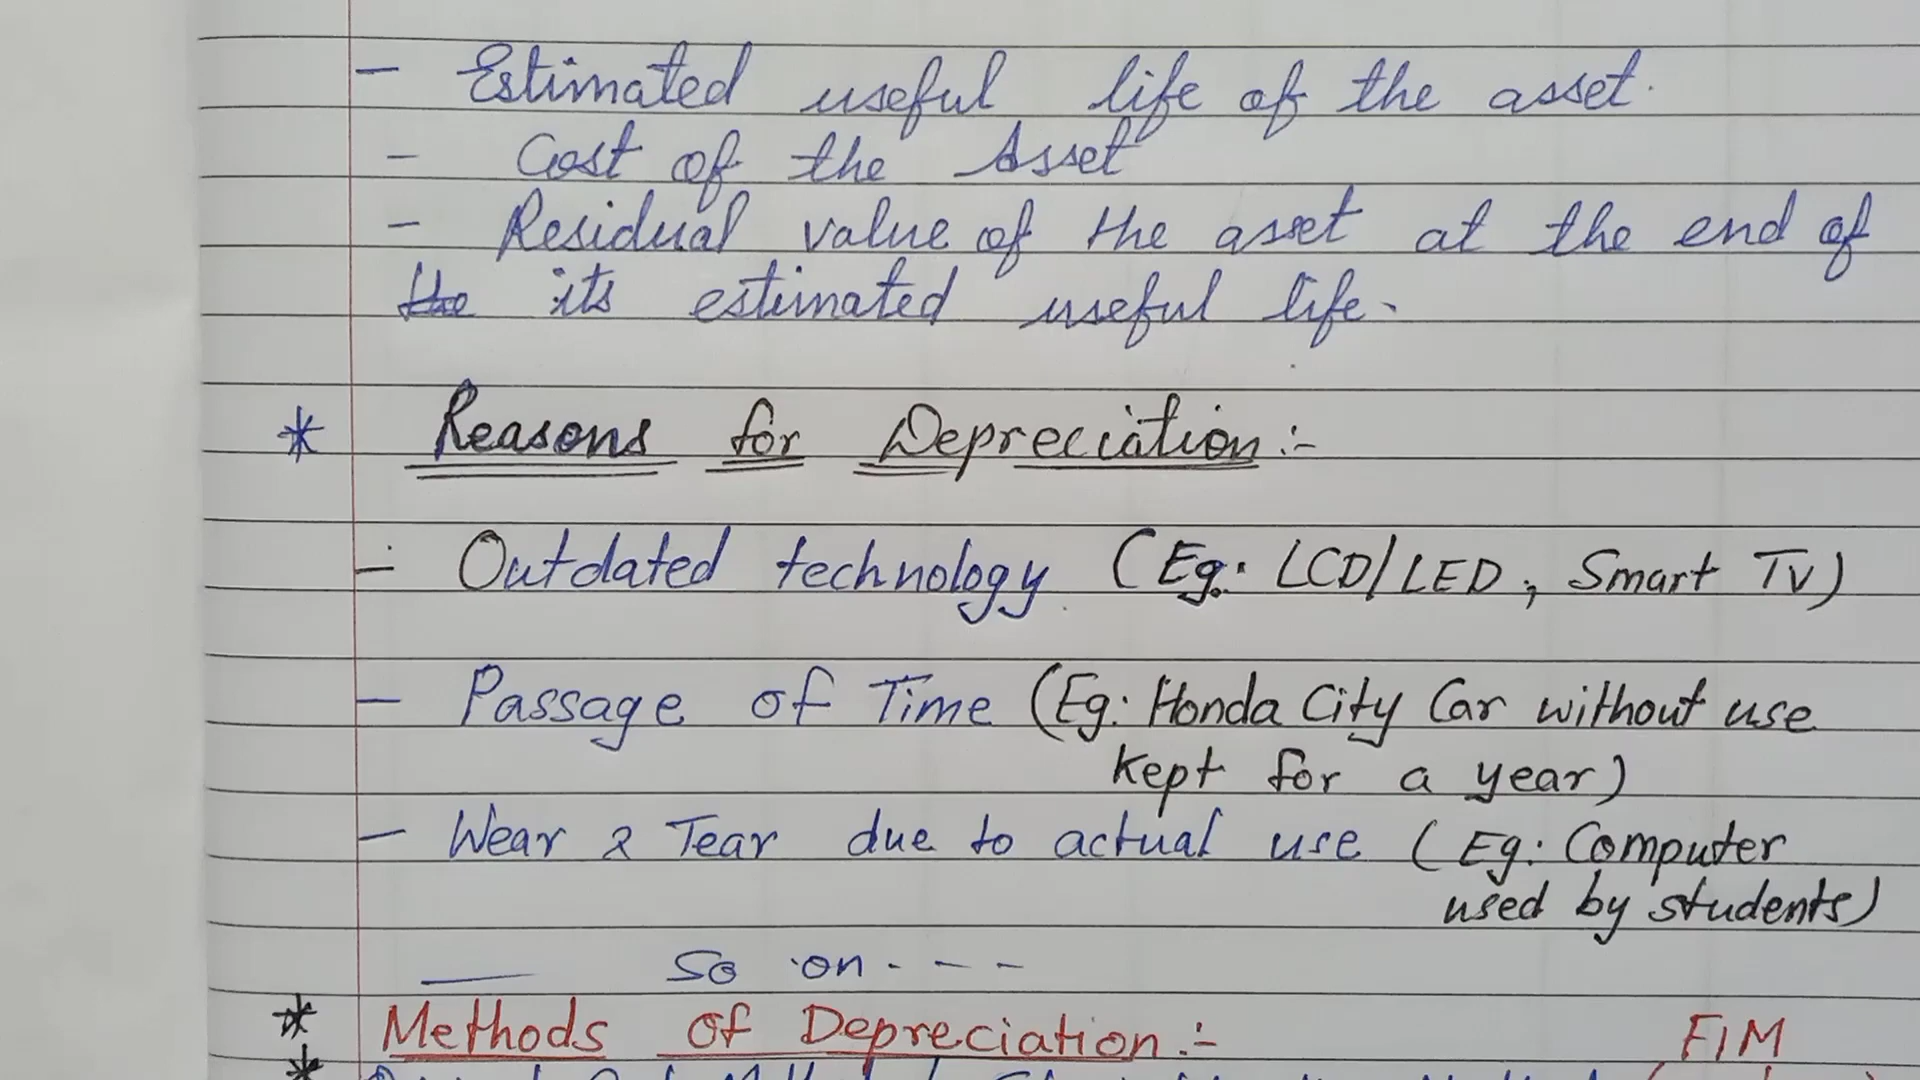 - Estimated useful life of the asset.
- Cost of the Asset
- Residual value of the asset at the end of
the its estimated useful life.
* Reasons for Depreciation :-
- Outdated technology (Eg: LCD/LED, Smart TV)
- Passage of Time (Eg: Honda City Car without use
kept for a year)
- Wear & Tear due to actual use (Eg: Computer
used by students)
— So on - - -
* Methods of Depreciation :- FIM
*